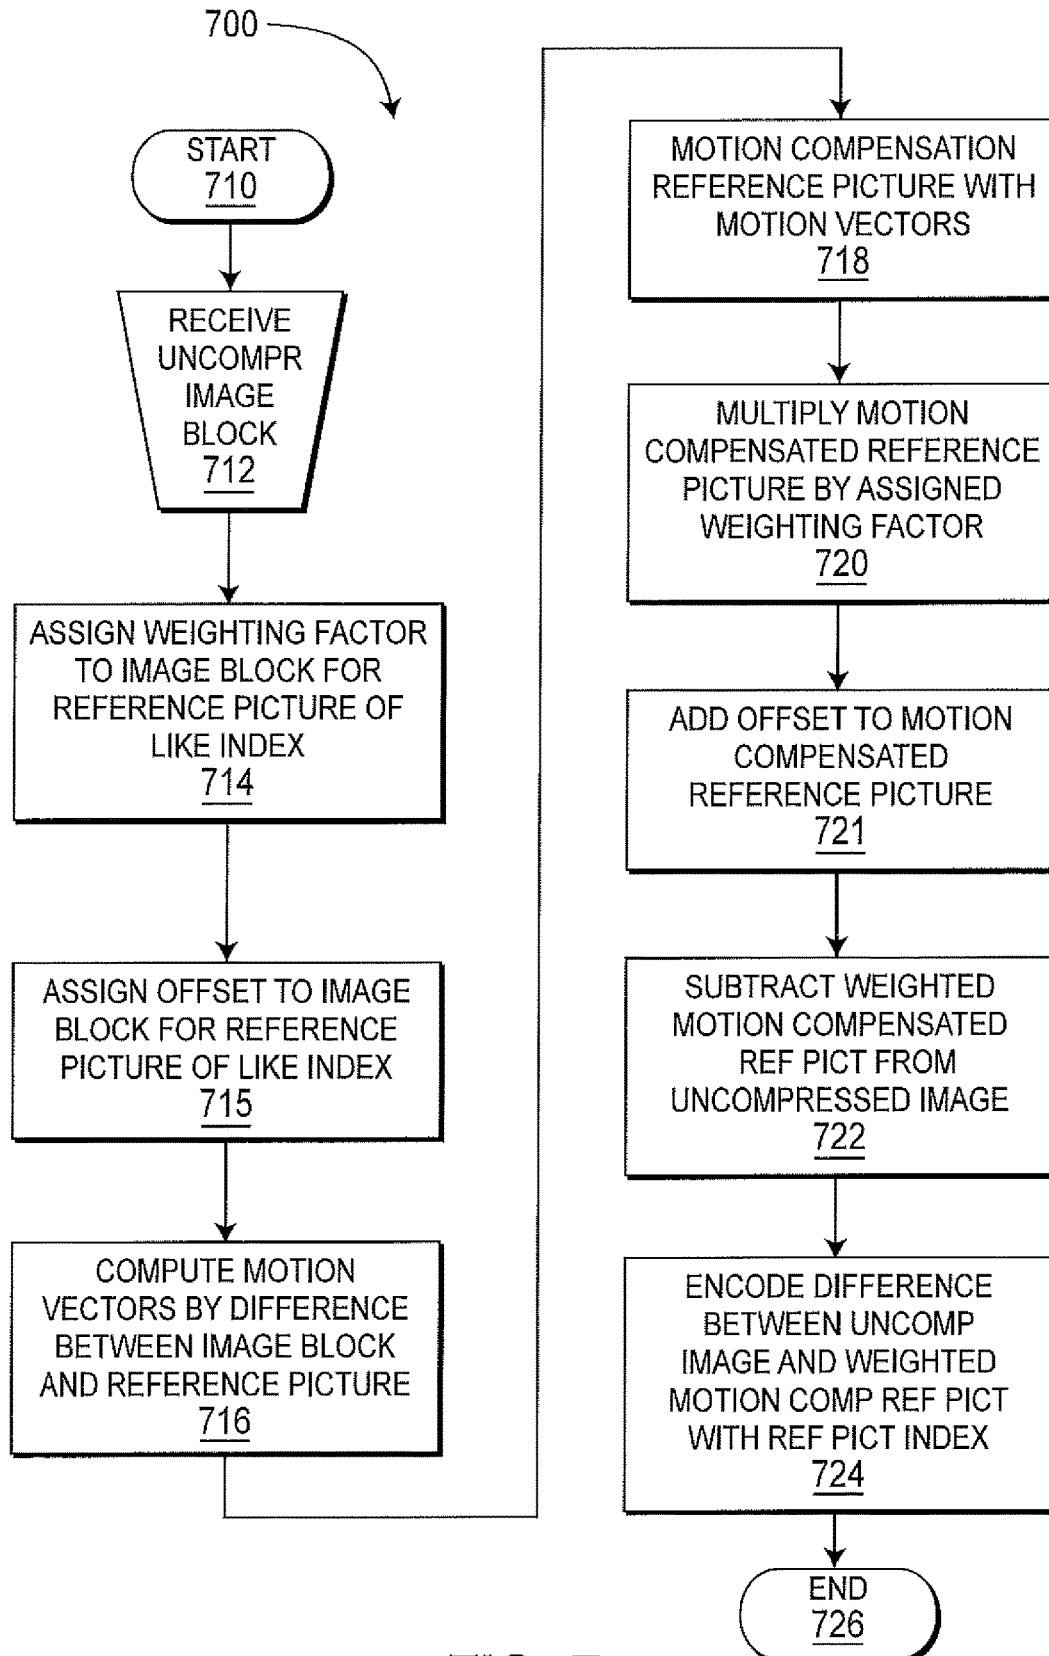 700
START
710
RECEIVE
UNCOMPR
IMAGE
BLOCK
712
ASSIGN WEIGHTING FACTOR
TO IMAGE BLOCK FOR
REFERENCE PICTURE OF
LIKE INDEX
714
ASSIGN OFFSET TO IMAGE
BLOCK FOR REFERENCE
PICTURE OF LIKE INDEX
715
COMPUTE MOTION
VECTORS BY DIFFERENCE
BETWEEN IMAGE BLOCK
AND REFERENCE PICTURE
716
MOTION COMPENSATION
REFERENCE PICTURE WITH
MOTION VECTORS
718
MULTIPLY MOTION
COMPENSATED REFERENCE
PICTURE BY ASSIGNED
WEIGHTING FACTOR
720
ADD OFFSET TO MOTION
COMPENSATED
REFERENCE PICTURE
721
SUBTRACT WEIGHTED
MOTION COMPENSATED
REF PICT FROM
UNCOMPRESSED IMAGE
722
ENCODE DIFFERENCE
BETWEEN UNCOMP
IMAGE AND WEIGHTED
MOTION COMP REF PICT
WITH REF PICT INDEX
724
END
726